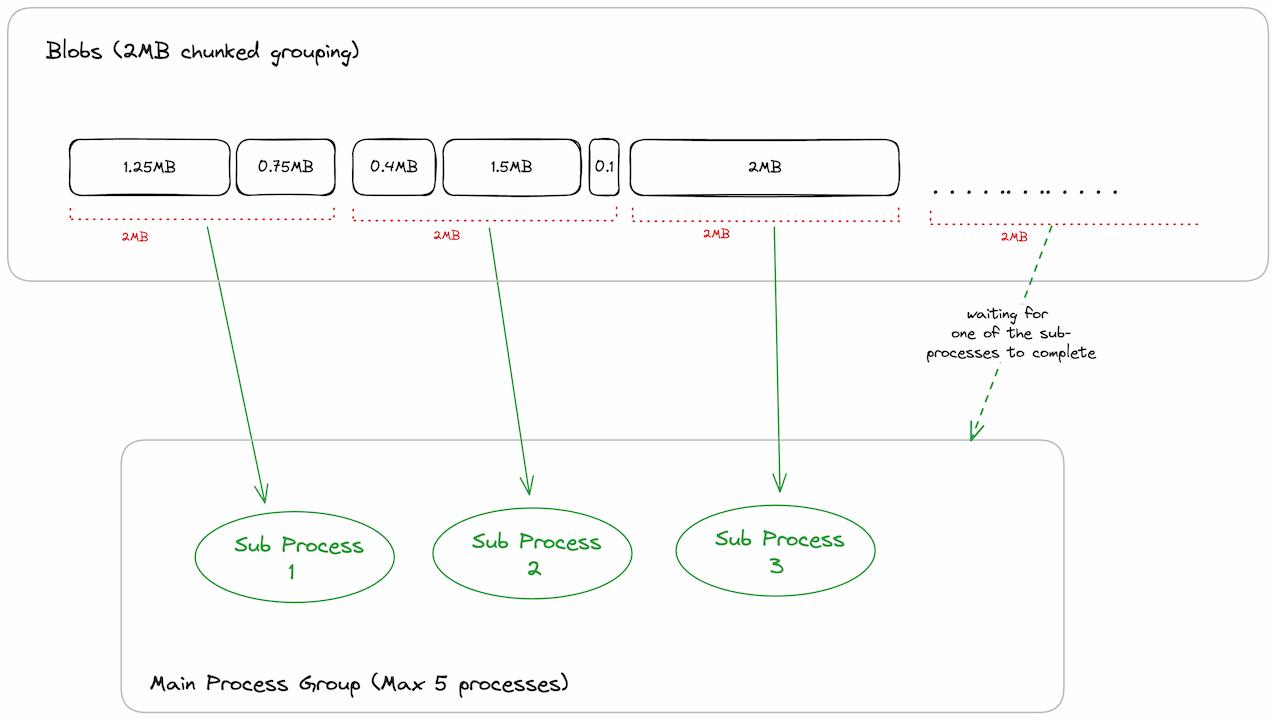 Blobs (2MB chunked grouping)
1.25MB
0.75MB
0.4MB
1.5MB
0.1
2MB
2MB
2MB
2MB
2MB
waiting for
one of the sub-
processes to complete
Sub Process
1
Sub Process
2
Sub Process
3
Main Process Group (Max 5 processes)